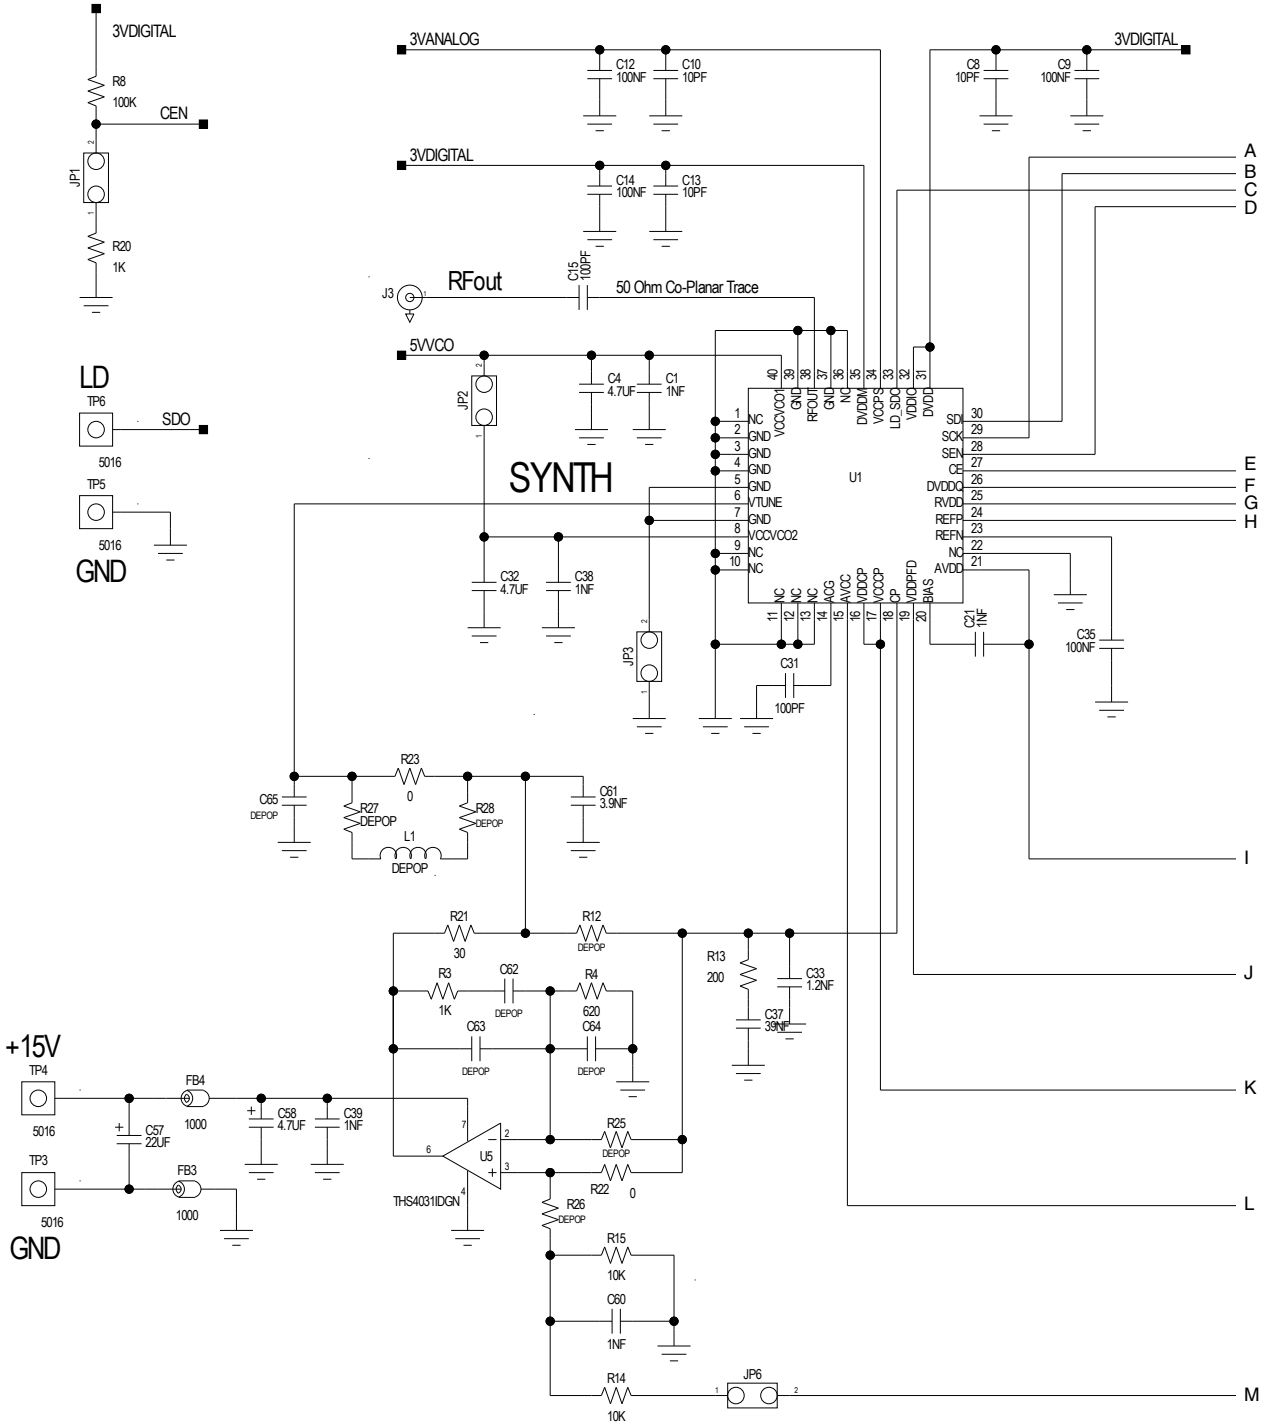 3VDIGITAL
R8
100K
CEN
2
JP1
1
R20
1K
LD
TP6
SDO
5016
TP5
5016
GND
3VANALOG
C12
100NF
C10
10PF
3VDIGITAL
C8
10PF
C9
100NF
3VDIGITAL
C14
100NF
C13
10PF
A
B
C
D
J3
1
RFout
C15
100PF
50 Ohm Co-Planar Trace
5VVCO
2
JP2
1
C4
4.7UF
C1
1NF
SYNTH
40
39
38
37
36
35
34
33
32
31
VCCVCO1
GND
RFOUT
GND
NC
DVDDM
VCCPS
LD_SDO
VDDIO
DVDD
1 NC
2 GND
3 GND
4 GND
5 GND
6 VTUNE
7 GND
8 VCCVCO2
9 NC
10 NC
U1
SDI 30
SCK 29
SEN 28
CE 27
DVDDQ 26
RVDD 25
REFP 24
REFN 23
NC 22
AVDD 21
NC
NC
NC
ACG
AVCC
VDDCP
VCCCP
CP
VDDPFD
BIAS
11
12
13
14
15
16
17
18
19
20
E
F
G
H
C32
4.7UF
C38
1NF
2
JP3
1
C31
100PF
C21
1NF
C35
100NF
R23
0
C65
DEPOP
R27
DEPOP
R28
DEPOP
L1
DEPOP
C61
3.9NF
I
R21
30
R12
DEPOP
R3
1K
C62
DEPOP
R4
620
C63
DEPOP
C64
DEPOP
R13
200
C33
1.2NF
C37
39NF
J
+15V
TP4
5016
FB4
1000
+
C57
22UF
+
C58
4.7UF
C39
1NF
TP3
5016
FB3
1000
GND
7
6
−
2
U5
+
3
4
THS4031IDGN
R25
DEPOP
R22
0
R26
DEPOP
K
L
R15
10K
C60
1NF
R14
10K
1
JP6
2
M